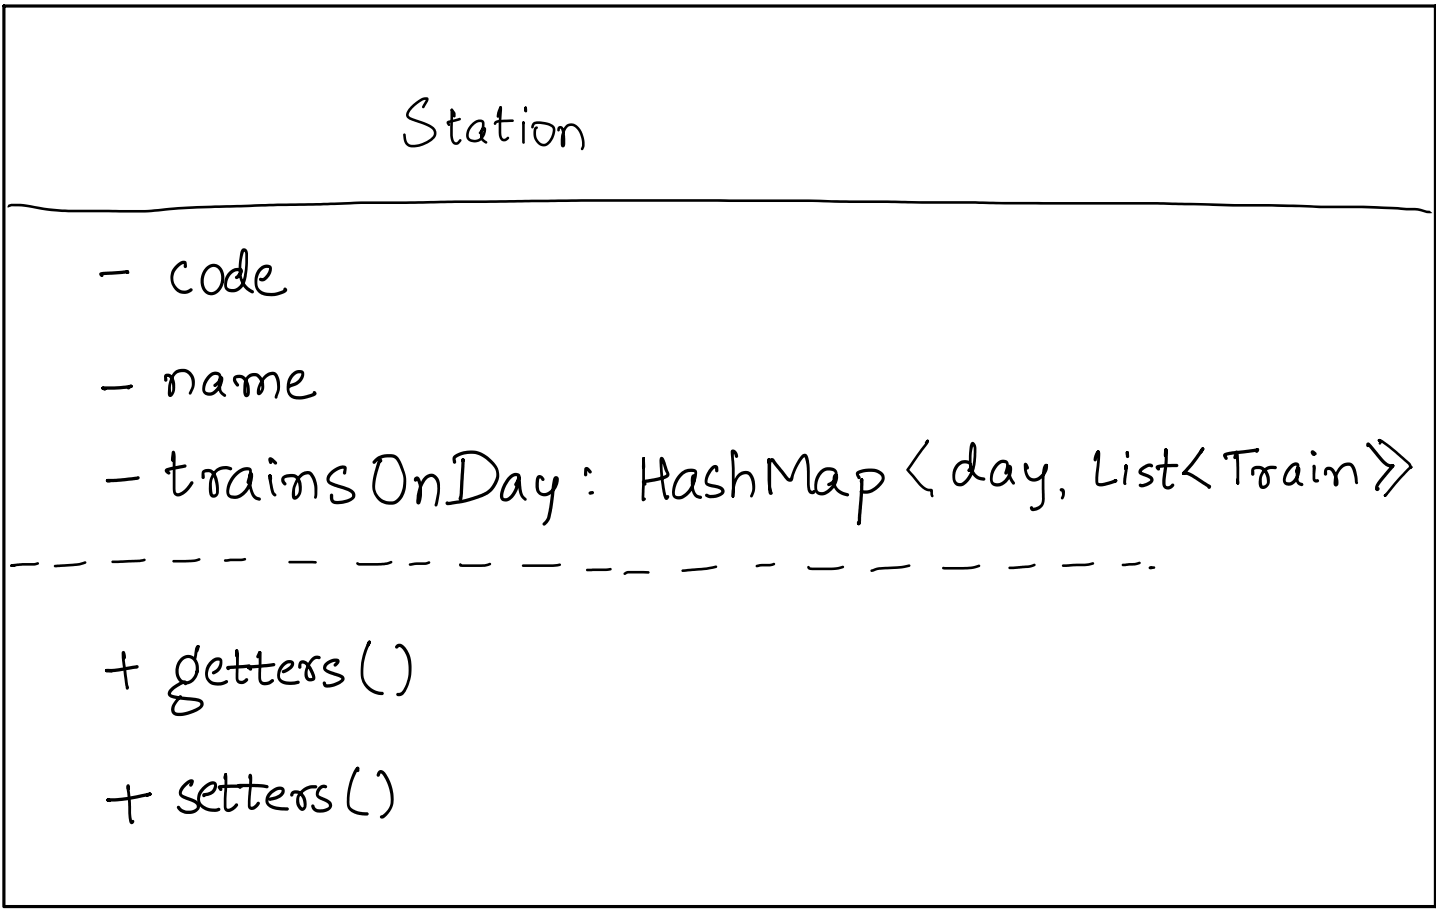 Station
- code
- name
- trainsOnDay : HashMap < day, List<Train>>
+ getters()
+ setters()